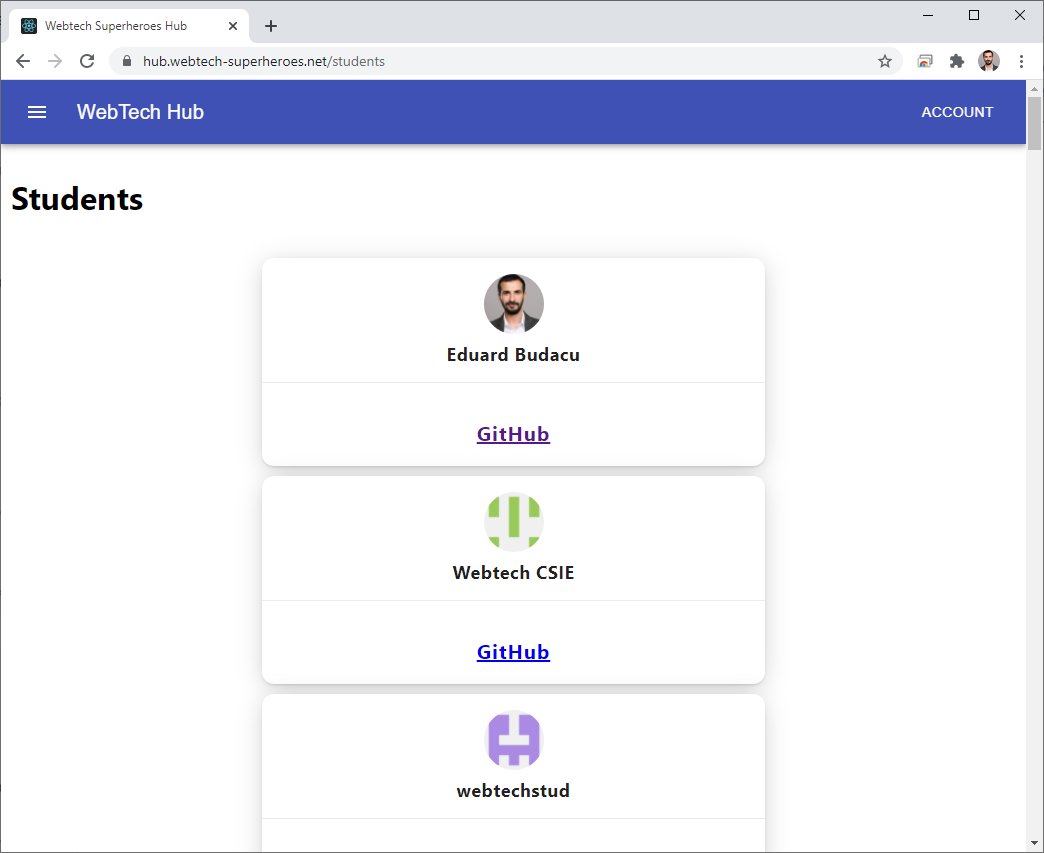 Webtech Superheroes Hub
hub.webtech-superheroes.net/students
WebTech Hub
ACCOUNT
Students
Eduard Budacu
GitHub
Webtech CSIE
GitHub
webtechstud